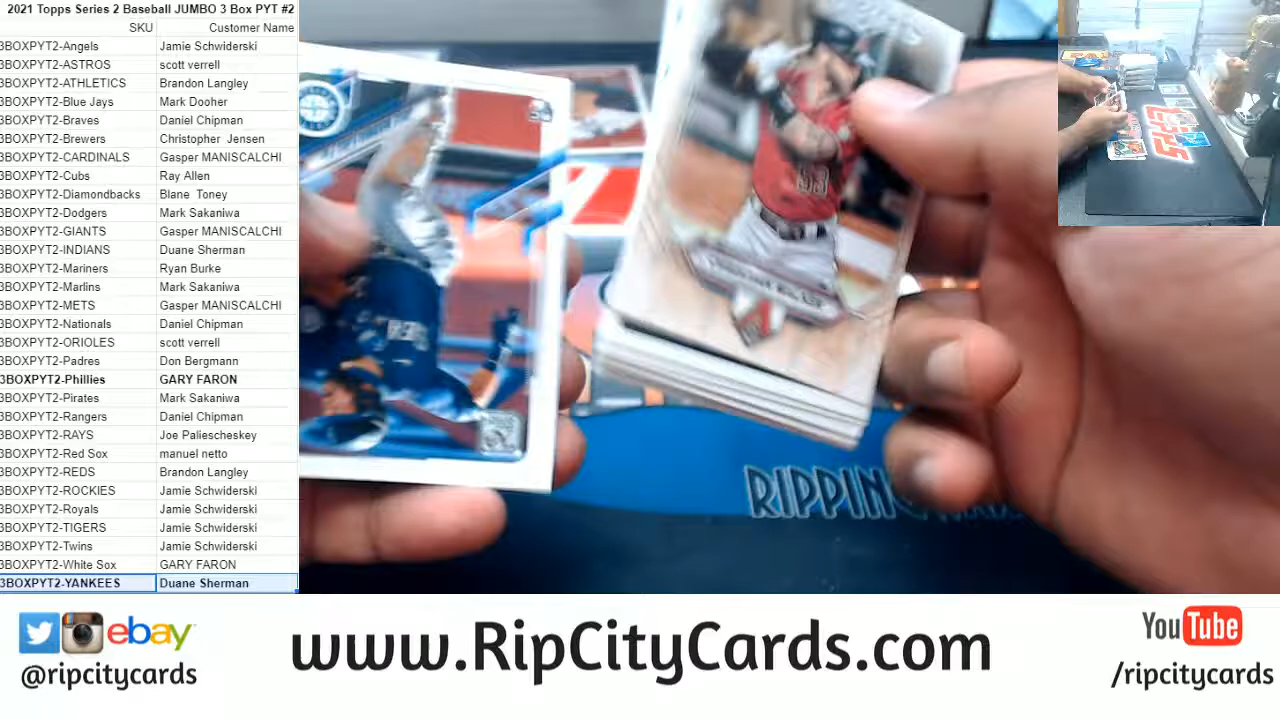 2021 Topps Series 2 Baseball JUMBO 3 Box PYT #2
SKU Customer Name
3BOXPYT2-Angels Jamie Schwiderski
3BOXPYT2-ASTROS scott verrell
3BOXPYT2-ATHLETICS Brandon Langley
3BOXPYT2-Blue Jays Mark Dooher
3BOXPYT2-Braves Daniel Chipman
3BOXPYT2-Brewers Christopher Jensen
3BOXPYT2-CARDINALS Gasper MANISCALCHI
3BOXPYT2-Cubs Ray Allen
3BOXPYT2-Diamondbacks Blane Toney
3BOXPYT2-Dodgers Mark Sakaniwa
3BOXPYT2-GIANTS Gasper MANISCALCHI
3BOXPYT2-INDIANS Duane Sherman
3BOXPYT2-Mariners Ryan Burke
3BOXPYT2-Marlins Mark Sakaniwa
3BOXPYT2-METS Gasper MANISCALCHI
3BOXPYT2-Nationals Daniel Chipman
3BOXPYT2-ORIOLES scott verrell
3BOXPYT2-Padres Don Bergmann
3BOXPYT2-Phillies GARY FARON
3BOXPYT2-Pirates Mark Sakaniwa
3BOXPYT2-Rangers Daniel Chipman
3BOXPYT2-RAYS Joe Paliescheskey
3BOXPYT2-Red Sox manuel netto
3BOXPYT2-REDS Brandon Langley
3BOXPYT2-ROCKIES Jamie Schwiderski
3BOXPYT2-Royals Jamie Schwiderski
3BOXPYT2-TIGERS Jamie Schwiderski
3BOXPYT2-Twins Jamie Schwiderski
3BOXPYT2-White Sox GARY FARON
3BOXPYT2-YANKEES Duane Sherman
53
RIPPIN
ebay
@ripcitycards
www.RipCityCards.com
YouTube
/ripcitycards